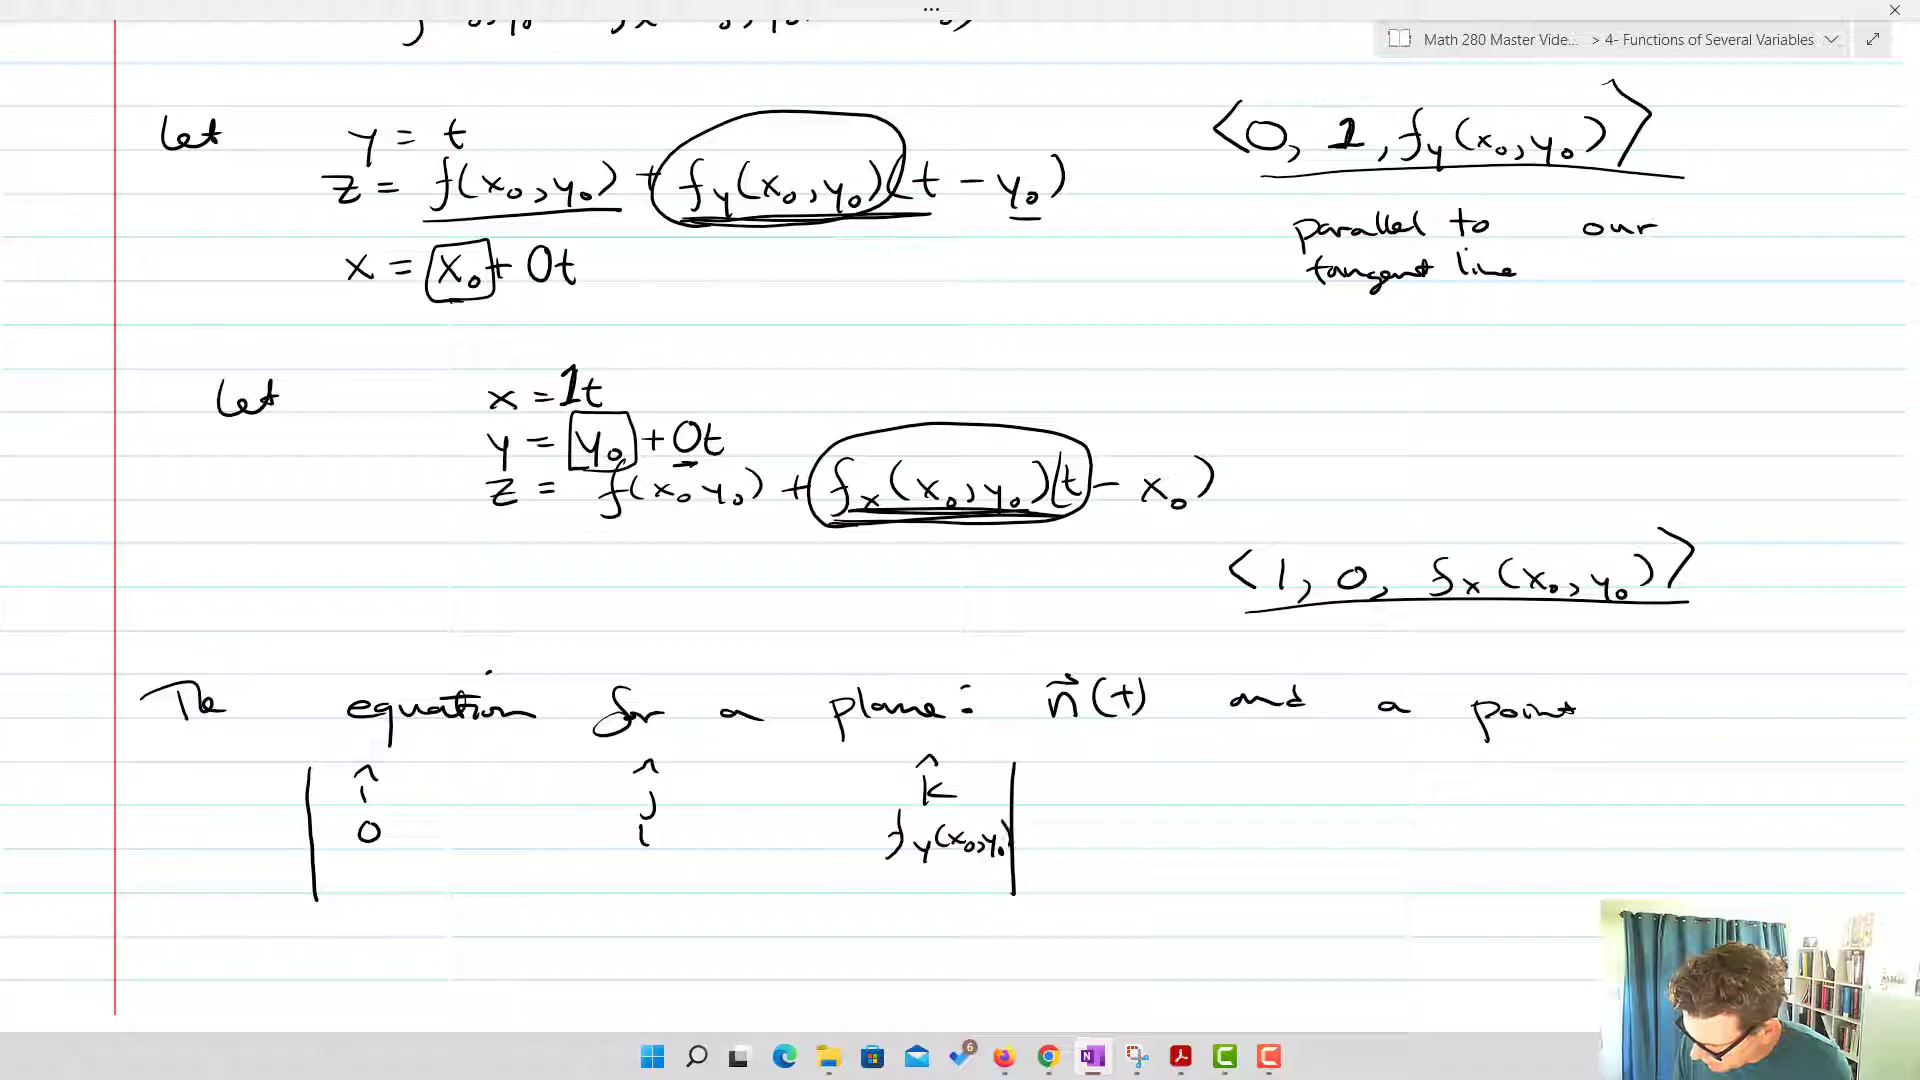 Math 280 Master Vide... > 4- Functions of Several Variables
let y = t
z = f(x₀,y₀) + f_y(x₀,y₀)(t - y₀)
x = x₀ + 0t
<0, 1, f_y(x₀,y₀)>
parallel to our
tangent line
let x = 1t
y = y₀ + 0t
z = f(x₀ y₀) + f_x(x₀,y₀)(t - x₀)
<1, 0, f_x(x₀,y₀)>
The equation for a plane: n⃗(t) and a point
| î ĵ k̂ |
| 0 1 f_y(x₀,y₀) |
6